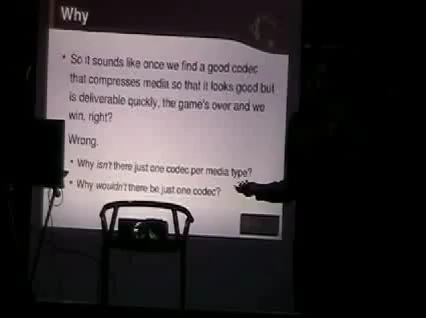 Why
• So it sounds like once we find a good codec
that compresses media so that it looks good but
is deliverable quickly, the game's over and we
win, right?
Wrong.
• Why isn't there just one codec per media type?
• Why wouldn't there be just one codec?